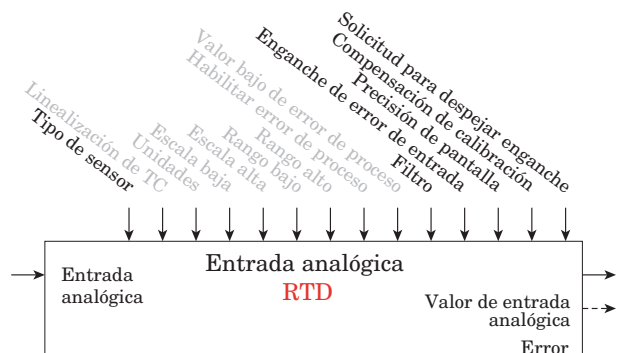 Tipo de sensor
Linealización de TC
Unidades
Escala baja
Escala alta
Rango bajo
Rango alto
Habilitar error de proceso
Valor bajo de error de proceso
Filtro
Enganche de error de entrada
Precisión de pantalla
Compensación de calibración
Solicitud para despejar enganche
Entrada
analógica
Entrada analógica
RTD
Valor de entrada
analógica
Error